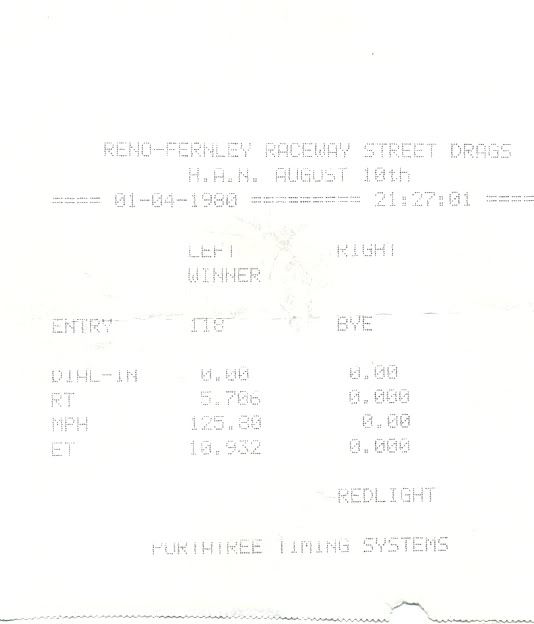 RENO-FERNLEY RACEWAY STREET DRAGS
H.A.N. AUGUST 10th
==== 01-04-1980 ========= 21:27:01 ====
LEFT RIGHT
WINNER
ENTRY 118 BYE
DIAL-IN 0.00 0.00
RT 5.706 0.000
MPH 125.80 0.00
ET 10.932 0.000
REDLIGHT
PORTATREE TIMING SYSTEMS